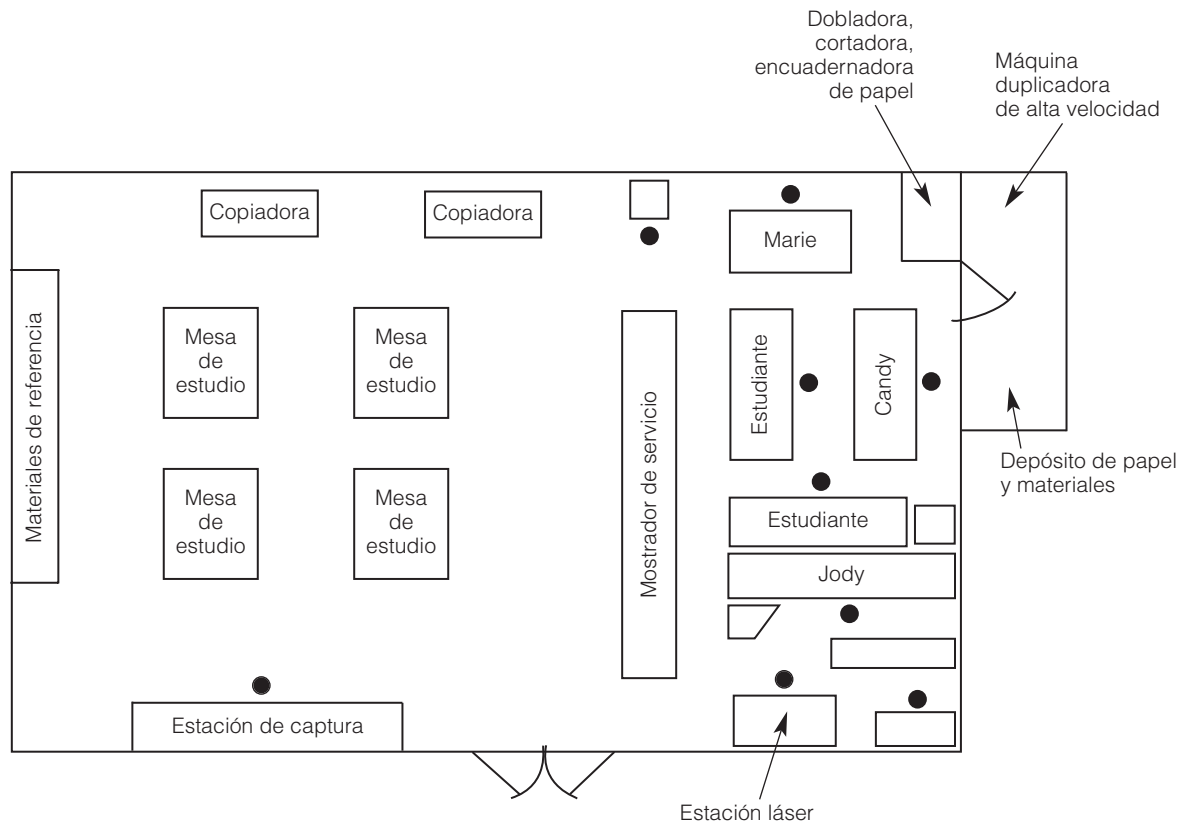 Dobladora,
cortadora,
encuadernadora
de papel
Máquina
duplicadora
de alta velocidad
Copiadora
Copiadora
Marie
Materiales de referencia
Mesa
de
estudio
Mesa
de
estudio
Mostrador de servicio
Estudiante
Candy
Depósito de papel
y materiales
Mesa
de
estudio
Mesa
de
estudio
Estudiante
Jody
Estación de captura
Estación láser